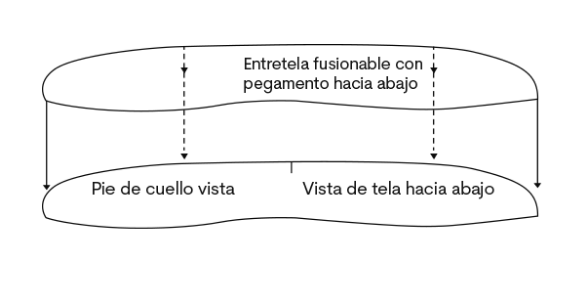 Entretela fusionable con
pegamento hacia abajo
Pie de cuello vista
Vista de tela hacia abajo